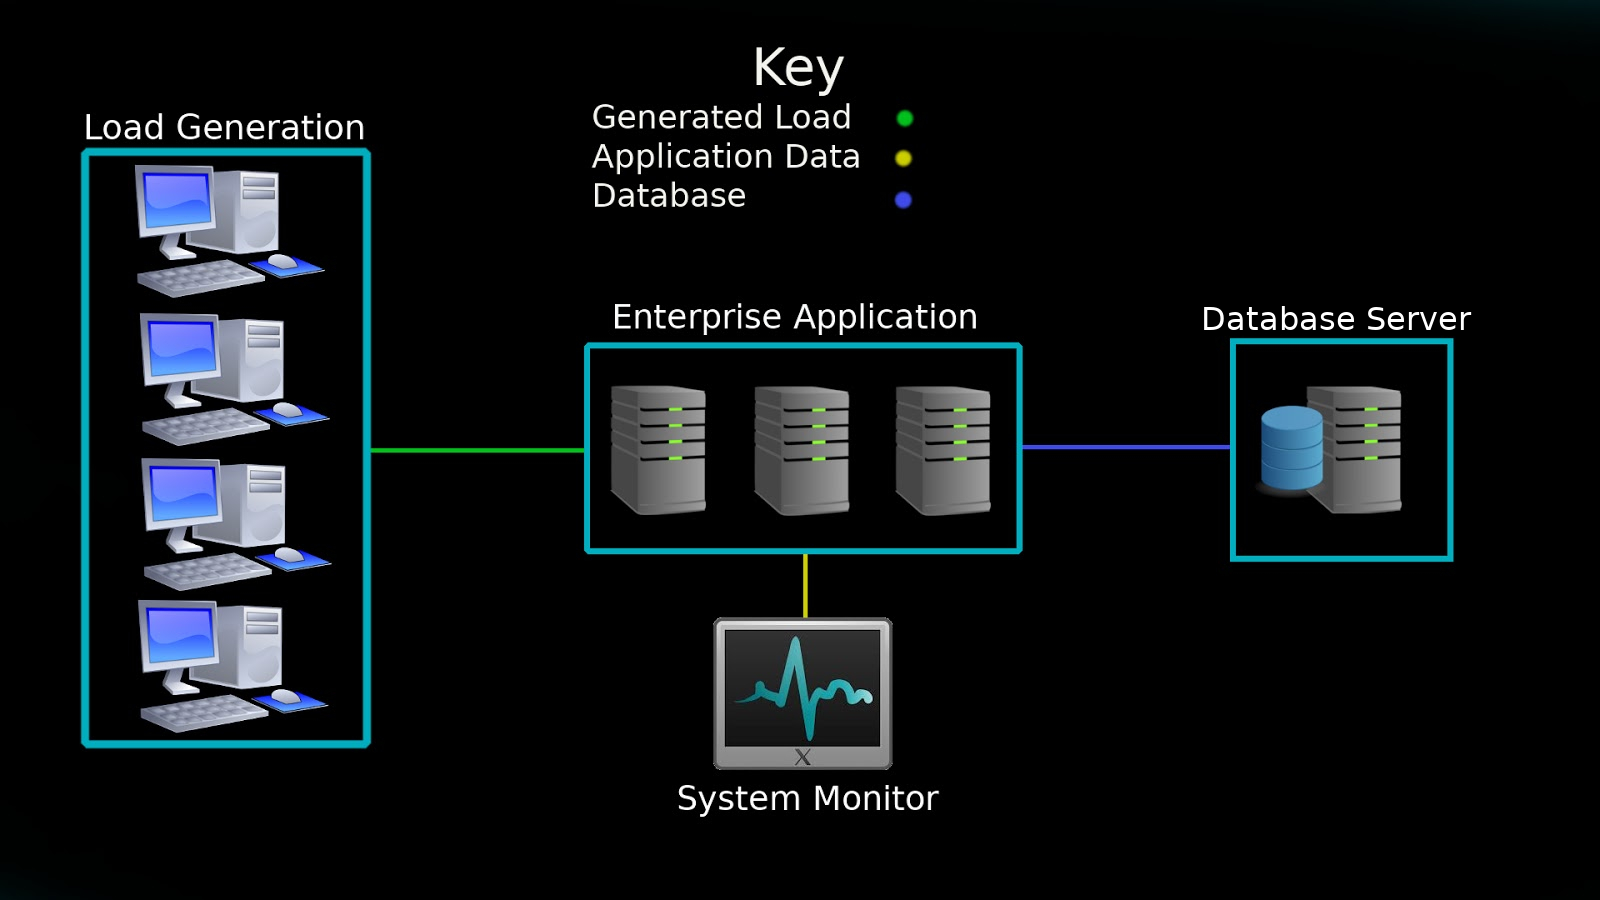 Key
Generated Load
Application Data
Database
Load Generation
Enterprise Application
Database Server
X
System Monitor